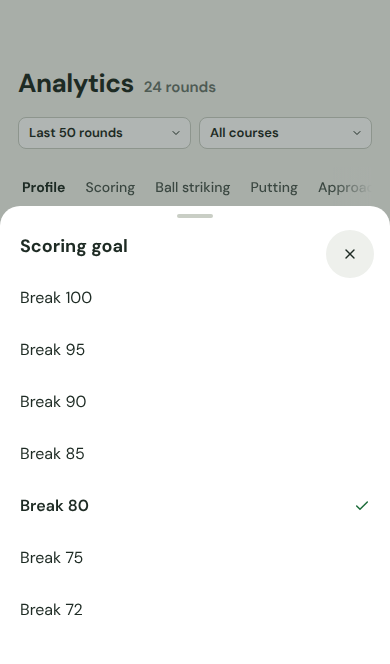 Analytics 24 rounds
Last 50 rounds All courses
Profile Scoring Ball striking Putting
Scoring goal
Break 100
Break 95
Break 90
Break 85
Break 80
Break 75
Break 72